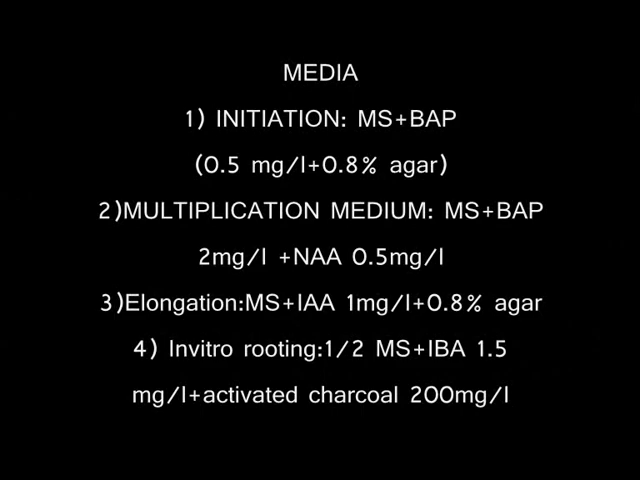 MEDIA
1) INITIATION: MS+BAP
(0.5 mg/l+0.8% agar)
2)MULTIPLICATION MEDIUM: MS+BAP
2mg/l +NAA 0.5mg/l
3)Elongation:MS+IAA 1mg/l+0.8% agar
4) Invitro rooting:1/2 MS+IBA 1.5
mg/l+activated charcoal 200mg/l